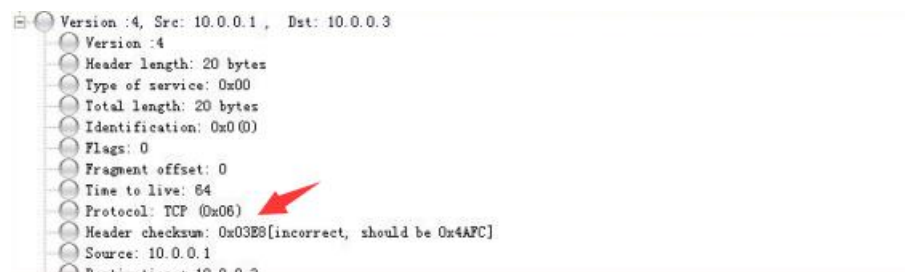 Version :4, Src: 10.0.0.1 , Dst: 10.0.0.3
Version :4
Header length: 20 bytes
Type of service: 0x00
Total length: 20 bytes
Identification: 0x0(0)
Flags: 0
Fragment offset: 0
Time to live: 64
Protocol: TCP (0x06)
Header checksum: 0x03E8[incorrect, should be 0x4AFC]
Source: 10.0.0.1